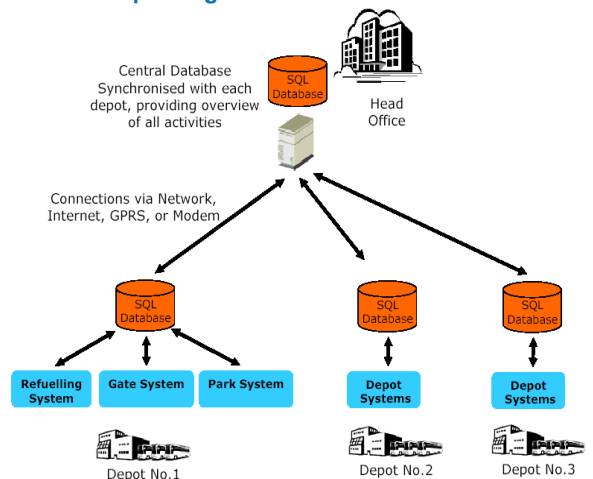 SQL
Database
Central Database
Synchronised with each
depot, providing overview
of all activities
Head
Office
Connections via Network,
Internet, GPRS, or Modem
SQL
Database
SQL
Database
SQL
Database
Refuelling
System
Gate System
Park System
Depot
Systems
Depot
Systems
Depot No.1
Depot No.2
Depot No.3